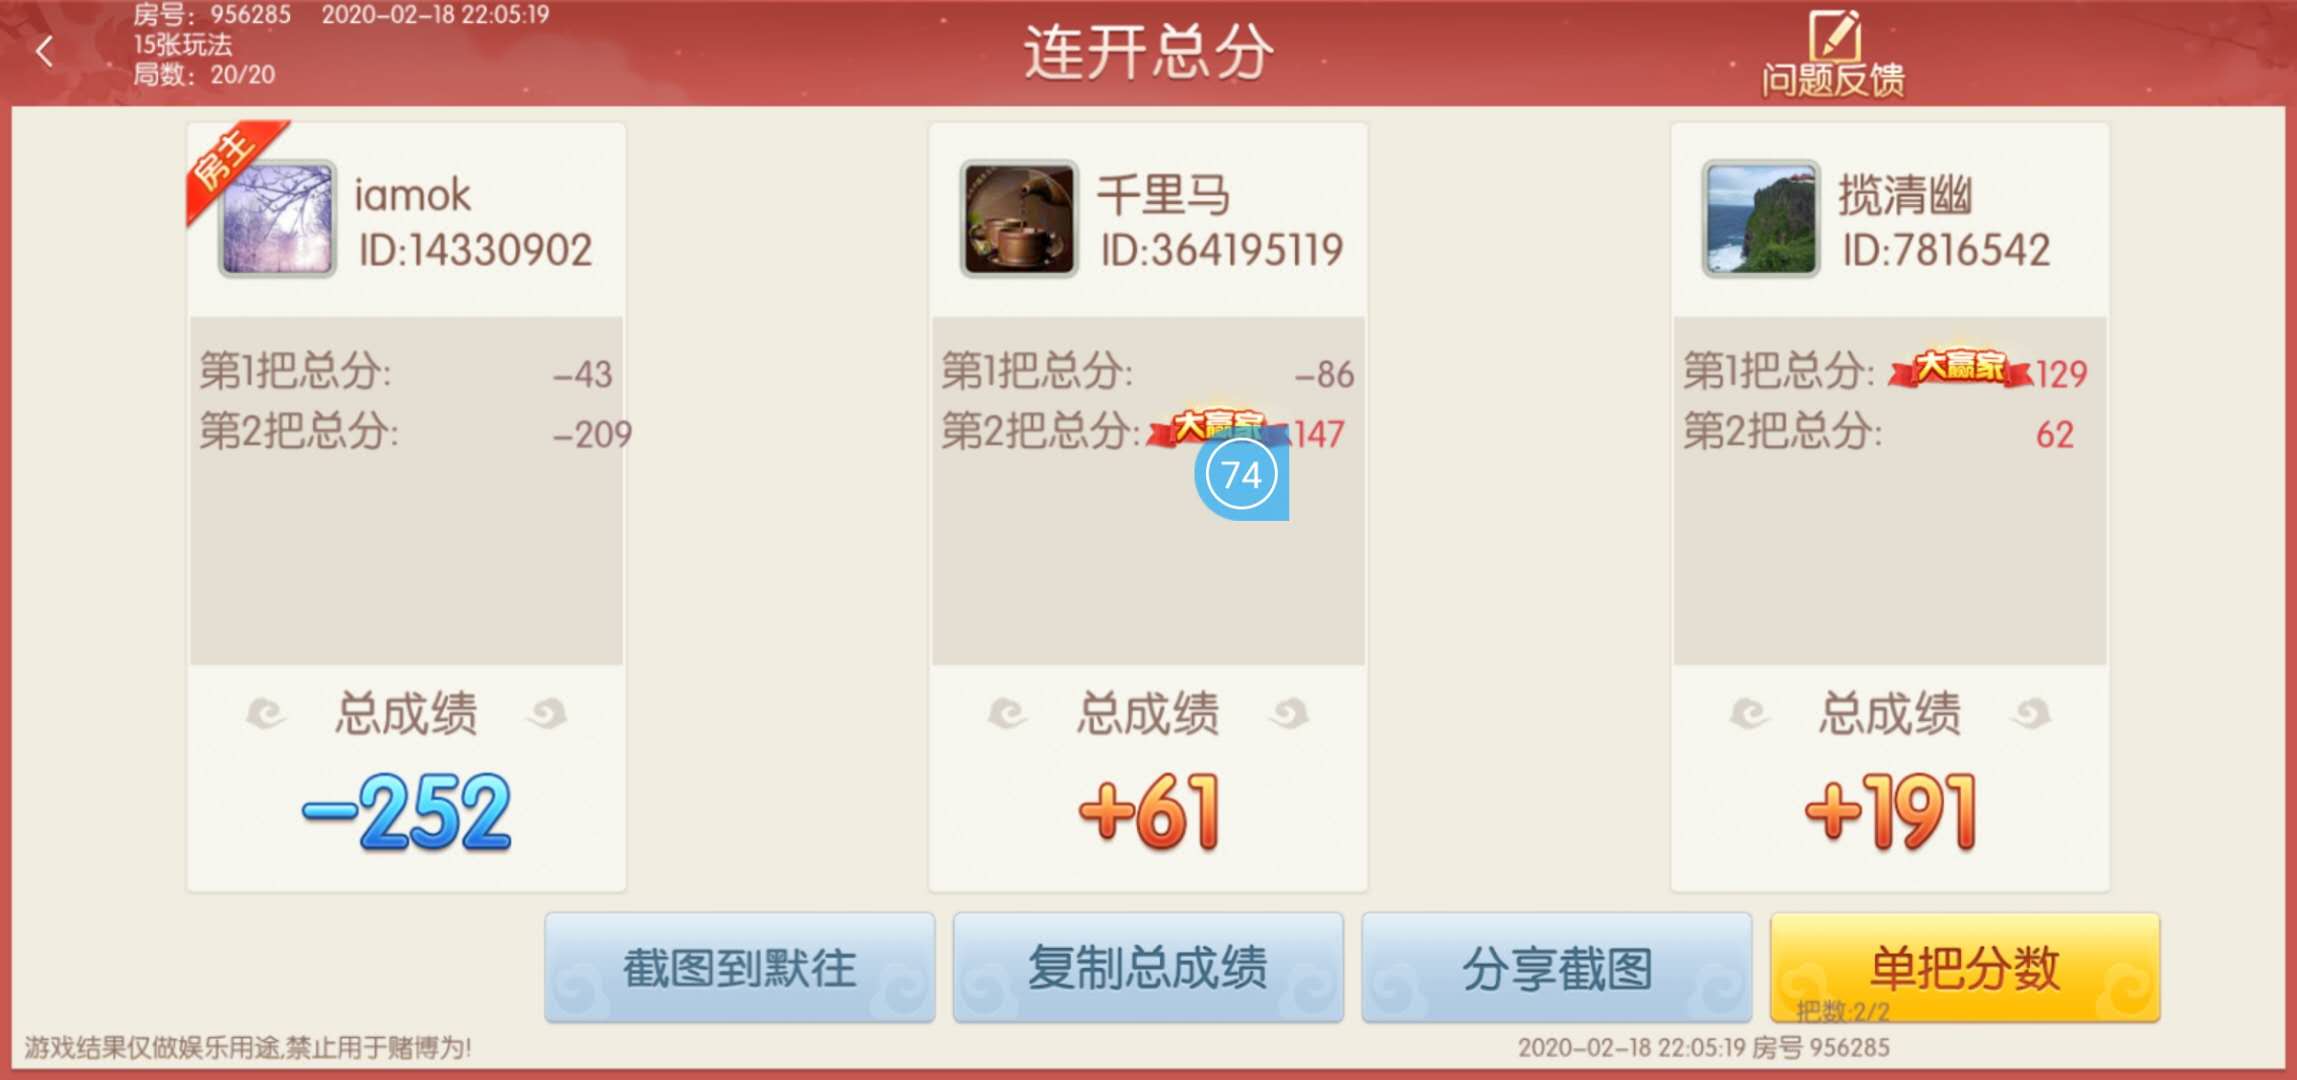 房号：956285 2020-02-18 22:05:19
15张玩法
局数：20/20
连开总分
问题反馈
房主
iamok
ID:14330902
第1把总分: -43
第2把总分: -209
总成绩
-252
千里马
ID:364195119
第1把总分: -86
第2把总分: 大赢家 147
74
总成绩
+61
揽清幽
ID:7816542
第1把总分: 大赢家 129
第2把总分: 62
总成绩
+191
截图到默往
复制总成绩
分享截图
单把分数
把数:2/2
游戏结果仅做娱乐用途,禁止用于赌博为!
2020-02-18 22:05:19 房号 956285